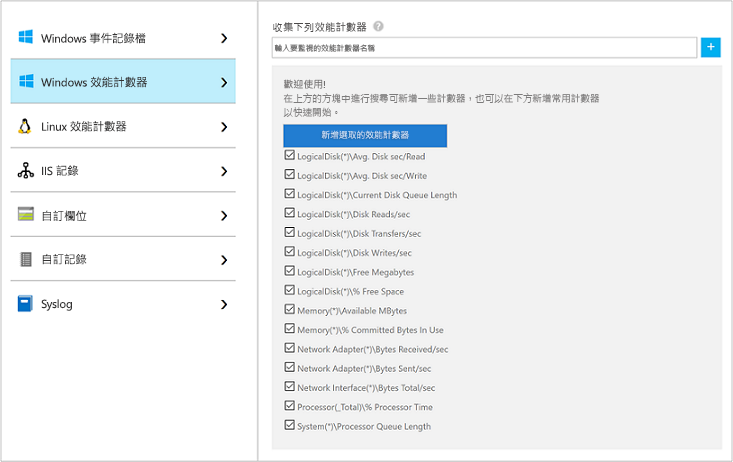 Windows 事件記錄檔
Windows 效能計數器
Linux 效能計數器
IIS 記錄
自訂欄位
自訂記錄
Syslog
收集下列效能計數器
輸入要監視的效能計數器名稱
歡迎使用!
在上方的方塊中進行搜尋可新增一些計數器，也可以在下方新增常用計數器
以快速開始。
新增選取的效能計數器
LogicalDisk(*)\Avg. Disk sec/Read
LogicalDisk(*)\Avg. Disk sec/Write
LogicalDisk(*)\Current Disk Queue Length
LogicalDisk(*)\Disk Reads/sec
LogicalDisk(*)\Disk Transfers/sec
LogicalDisk(*)\Disk Writes/sec
LogicalDisk(*)\Free Megabytes
LogicalDisk(*)\% Free Space
Memory(*)\Available MBytes
Memory(*)\% Committed Bytes In Use
Network Adapter(*)\Bytes Received/sec
Network Adapter(*)\Bytes Sent/sec
Network Interface(*)\Bytes Total/sec
Processor(_Total)\% Processor Time
System(*)\Processor Queue Length